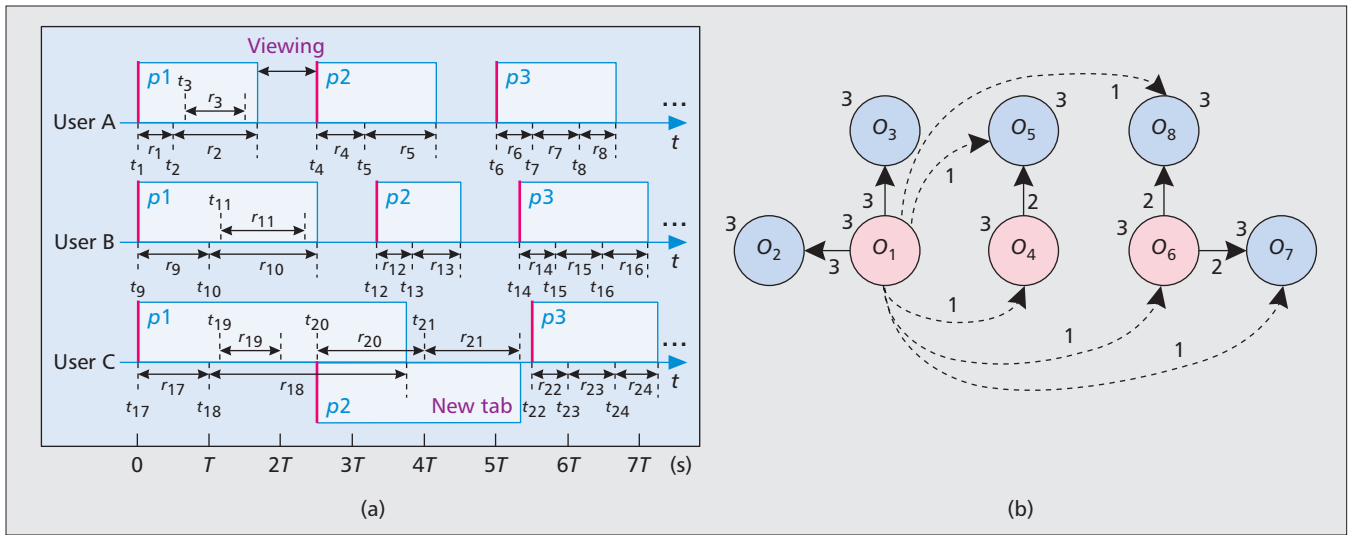 Viewing
p1 t3 r3 p2 p3 ...
User A t
r1 r2 r4 r5 r6 r7 r8
t1 t2 t4 t5 t6 t7 t8
p1 t11 r11 p2 p3 ...
User B t
r9 r10 r12 r13 r14 r15 r16
t9 t10 t12 t13 t14 t15 t16
p1 t19 r19 t20 r20 t21 r21 p3 ...
User C t
r17 r18 r22 r23 r24
t17 t18 p2 New tab t22 t23 t24
0 T 2T 3T 4T 5T 6T 7T (s)
(a)
1
3 O3 3 O5 3 O8
1
3 2 2
3 O2 3 3 O1 3 O4 3 O6 2 3 O7
1 1 1
(b)